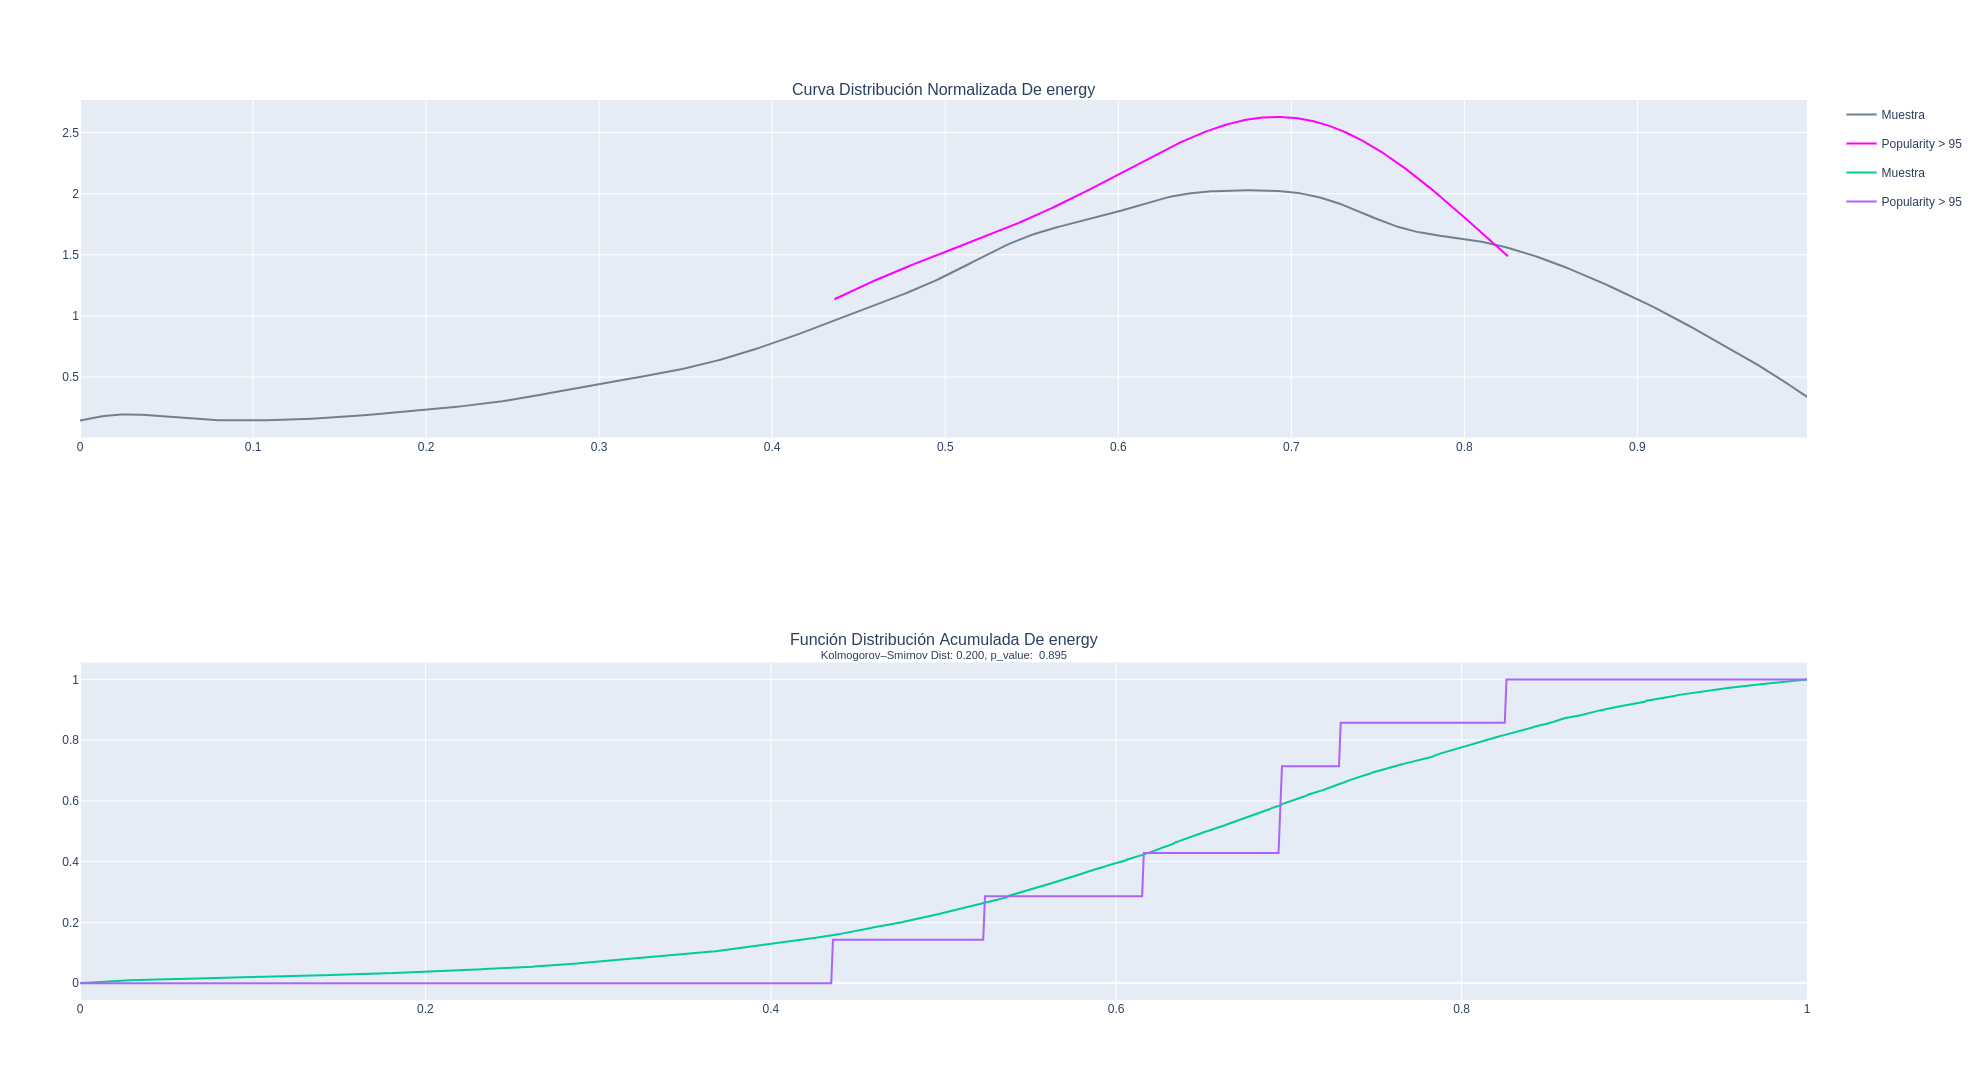 Curva Distribución Normalizada De energy
2.5
2
1.5
1
0.5
0 0.1 0.2 0.3 0.4 0.5 0.6 0.7 0.8 0.9
Muestra
Popularity > 95
Muestra
Popularity > 95
Función Distribución Acumulada De energy
Kolmogorov–Smirnov Dist: 0.200, p_value:  0.895
1
0.8
0.6
0.4
0.2
0
0 0.2 0.4 0.6 0.8 1